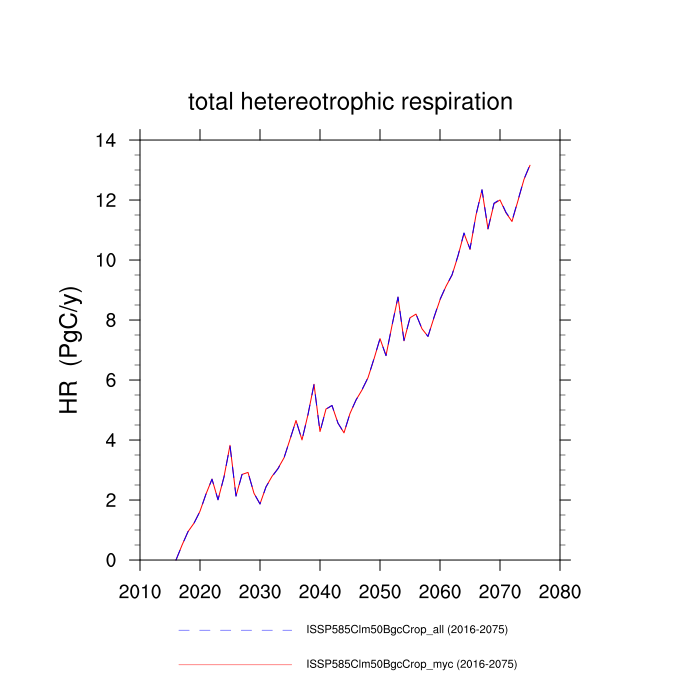 total hetereotrophic respiration
HR (PgC/y)
14
12
10
8
6
4
2
0
2010 2020 2030 2040 2050 2060 2070 2080
ISSP585Clm50BgcCrop_all (2016-2075)
ISSP585Clm50BgcCrop_myc (2016-2075)